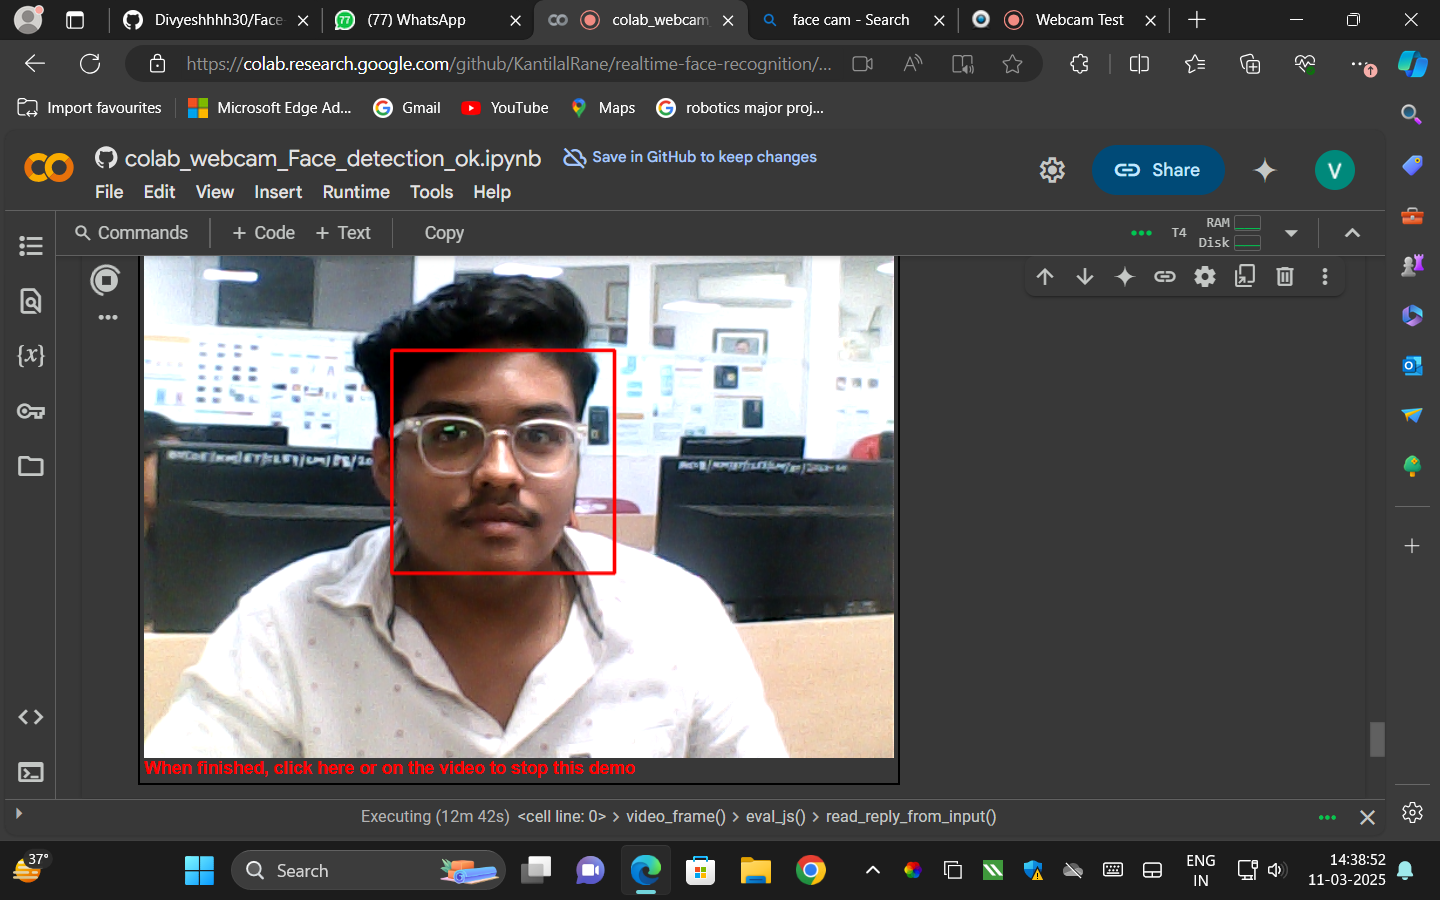 Divyeshhhh30/Face-
(77) WhatsApp
colab_webcam_
face cam - Search
Webcam Test
https://colab.research.google.com/github/KantilalRane/realtime-face-recognition/...
Import favourites
Microsoft Edge Ad...
Gmail
YouTube
Maps
robotics major proj...
colab_webcam_Face_detection_ok.ipynb
Save in GitHub to keep changes
File Edit View Insert Runtime Tools Help
Share
V
Commands
+ Code
+ Text
Copy
T4
RAM
Disk
{x}
When finished, click here or on the video to stop this demo
Executing (12m 42s) <cell line: 0> > video_frame() > eval_js() > read_reply_from_input()
37°
Search
ENG
IN
14:38:52
11-03-2025